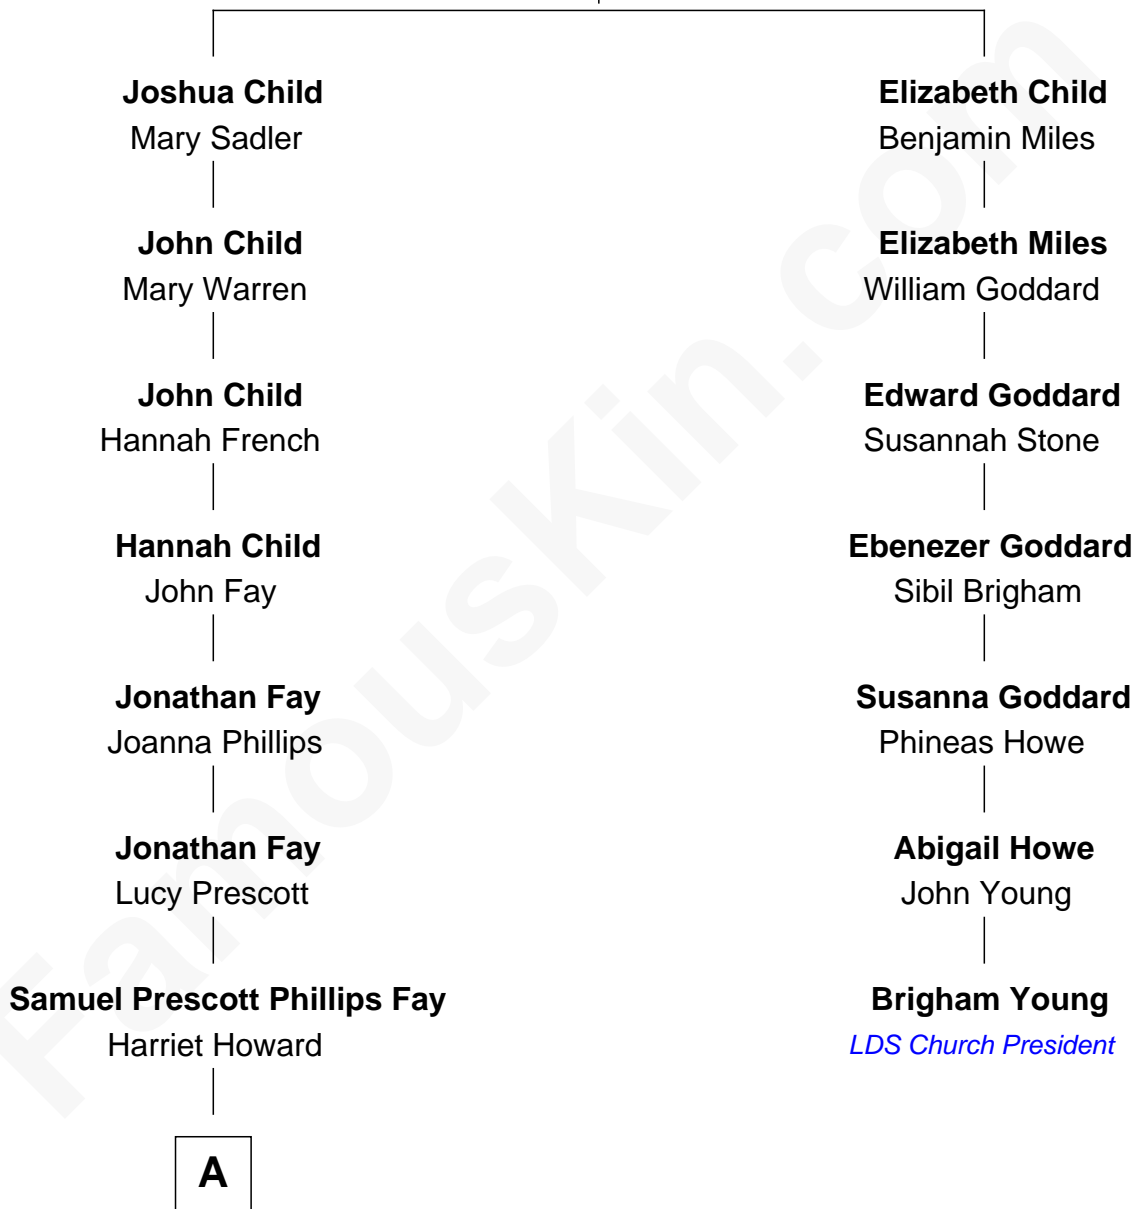 Joshua Child
Mary Sadler
John Child
Mary Warren
John Child
Hannah French
Hannah Child
John Fay
Jonathan Fay
Joanna Phillips
Jonathan Fay
Lucy Prescott
Samuel Prescott Phillips Fay
Harriet Howard
A
Elizabeth Child
Benjamin Miles
Elizabeth Miles
William Goddard
Edward Goddard
Susannah Stone
Ebenezer Goddard
Sibil Brigham
Susanna Goddard
Phineas Howe
Abigail Howe
John Young
Brigham Young
LDS Church President
FamousKin.com